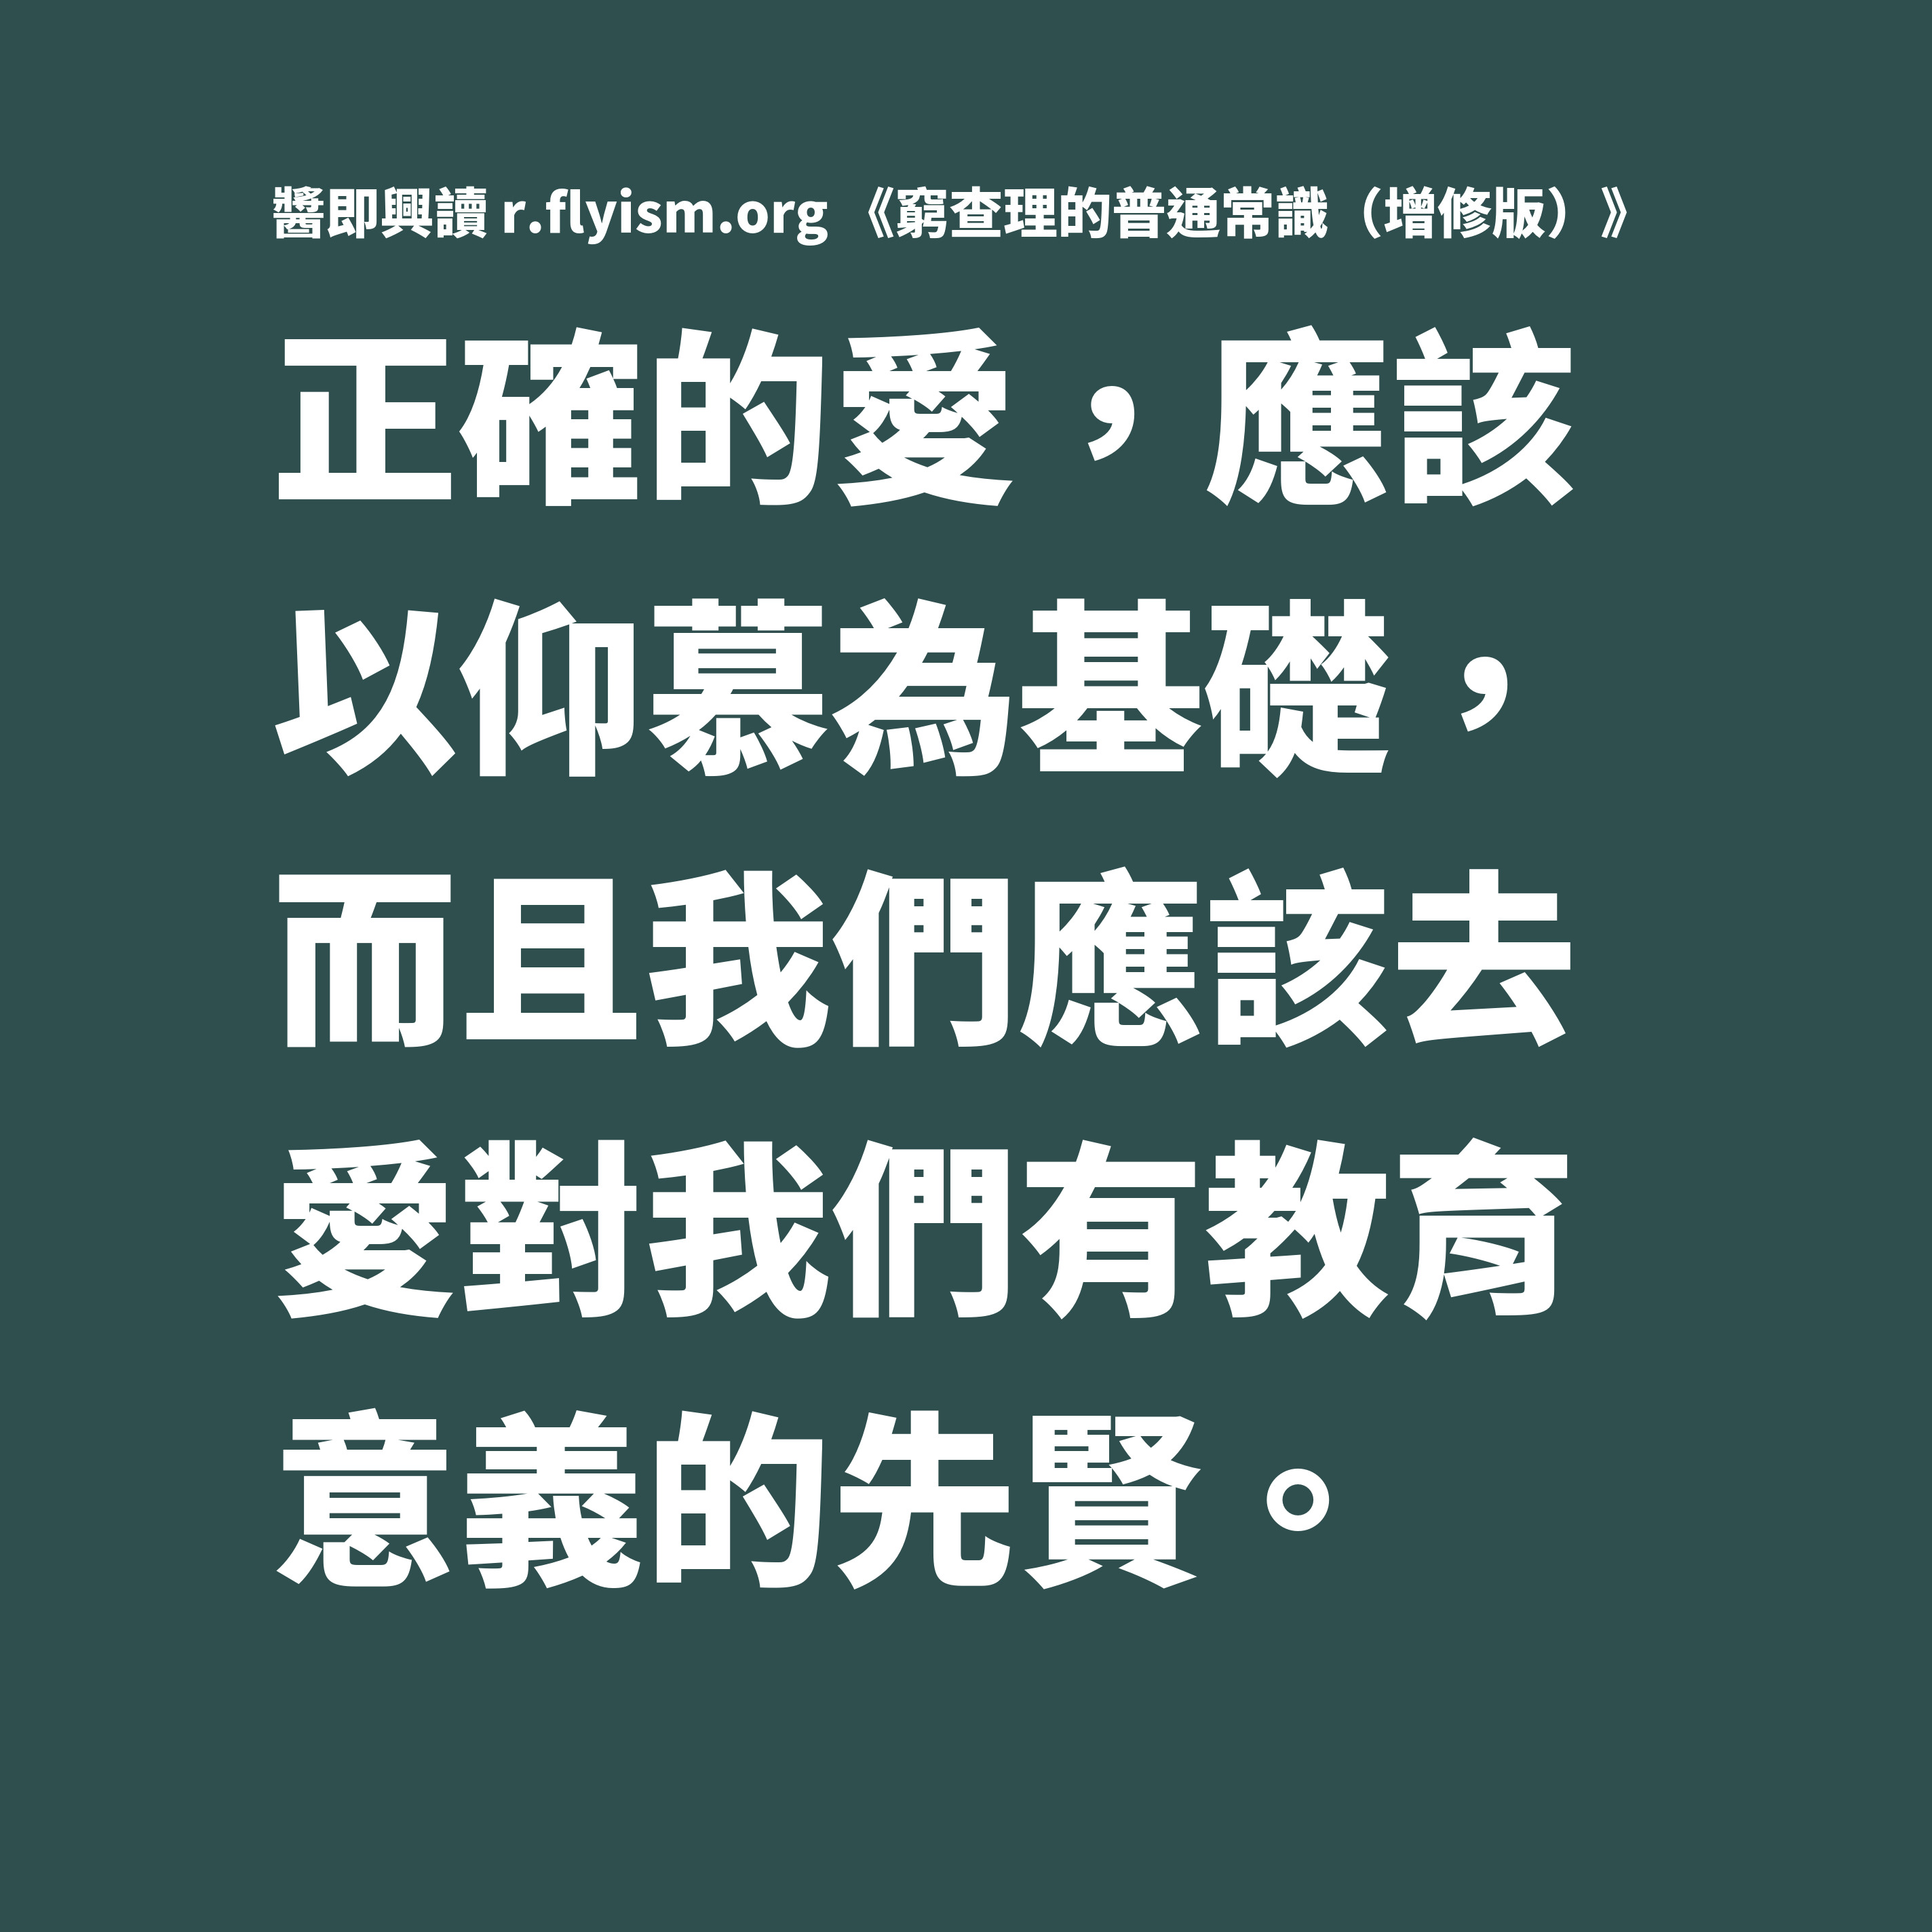 醬即閱讀 r.flyism.org《窮查理的普通常識（增修版）》
正確的愛，應該
以仰慕為基礎，
而且我們應該去
愛對我們有教育
意義的先賢。